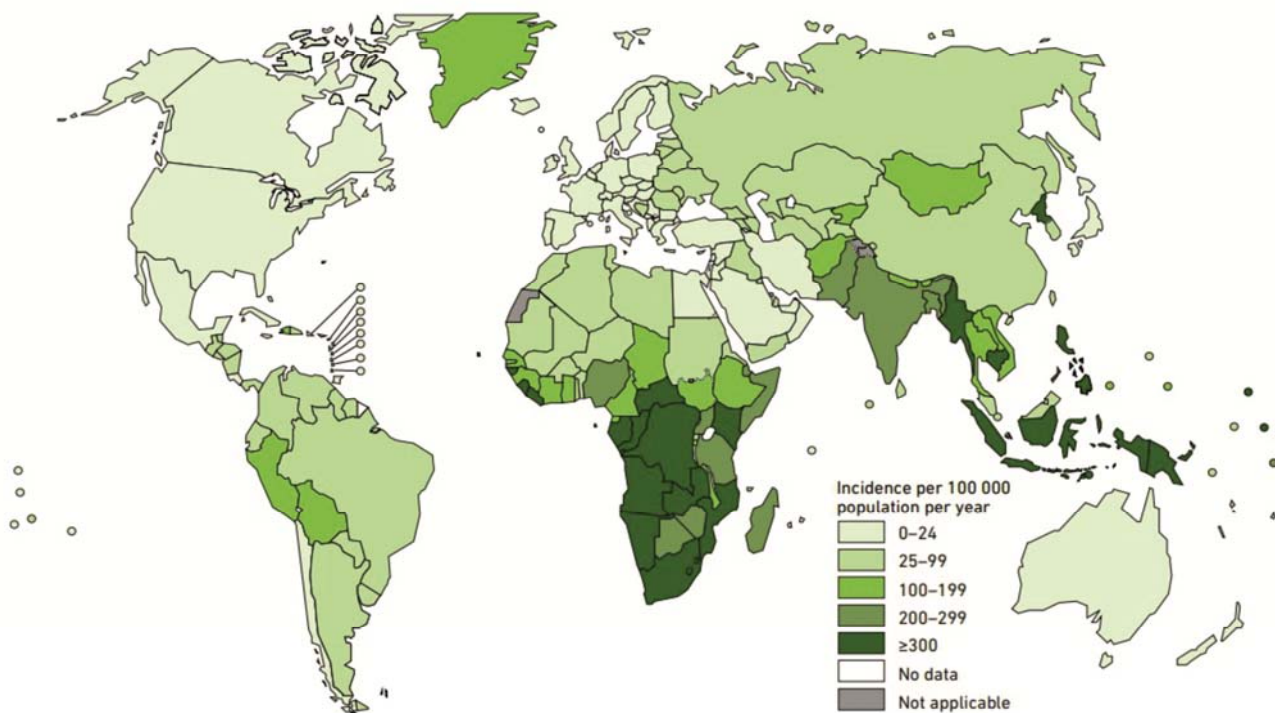 Incidence per 100 000
population per year
0–24
25–99
100–199
200–299
≥300
No data
Not applicable